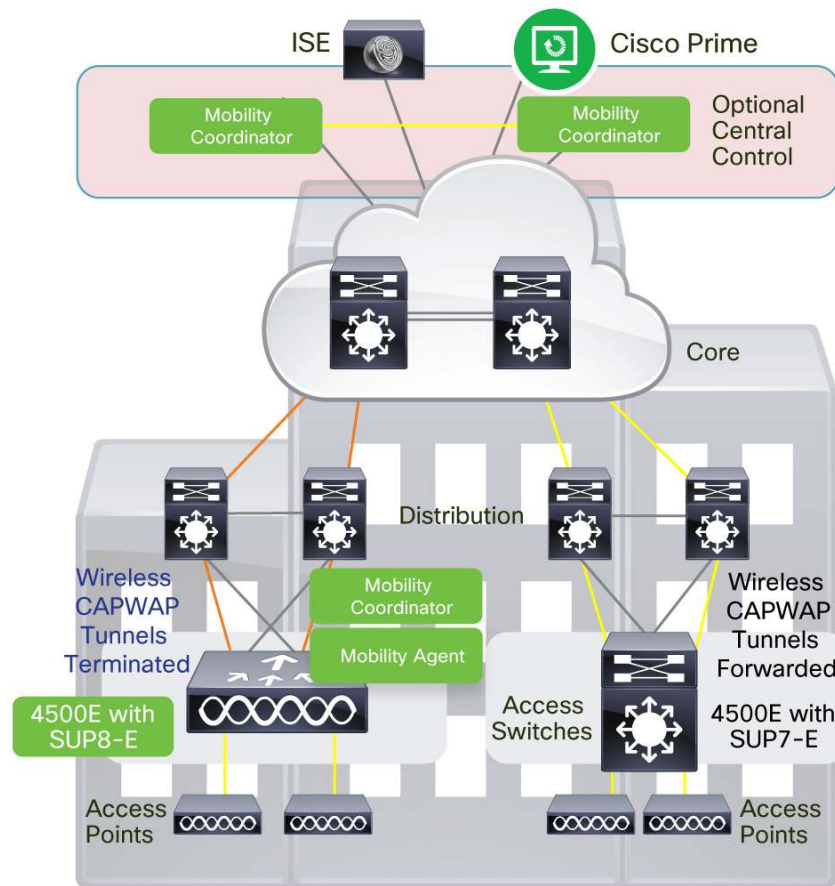 ISE
Cisco Prime
Mobility
Coordinator
Mobility
Coordinator
Optional
Central
Control
Core
Distribution
Wireless
CAPWAP
Tunnels
Terminated
Mobility
Coordinator
Mobility Agent
4500E with
SUP8-E
Wireless
CAPWAP
Tunnels
Forwarded
Access
Switches
4500E with
SUP7-E
Access
Points
Access
Points